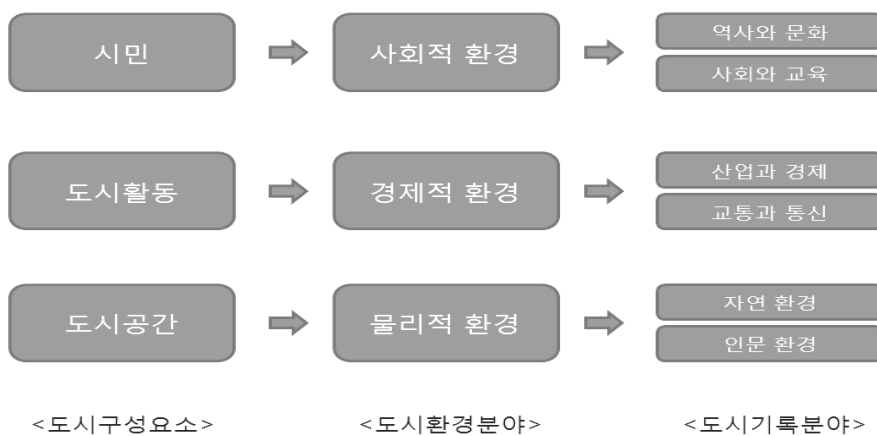 시민
사회적 환경
역사와 문화
사회와 교육
도시활동
경제적 환경
산업과 경제
교통과 통신
도시공간
물리적 환경
자연 환경
인문 환경
<도시구성요소>
<도시환경분야>
<도시기록분야>